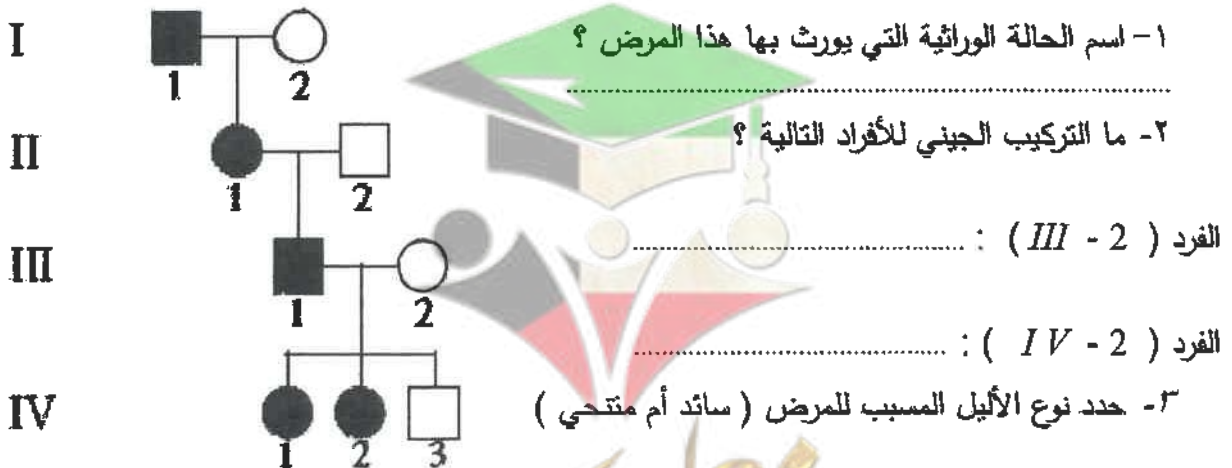 I
1 2
١- اسم الحالة الوراثية التي يورث بها هذا المرض ؟
................................................
II
1 2
٢- ما التركيب الجيني للأفراد التالية ؟
III
1 2
الفرد ( III - 2 ) : ................................
الفرد ( IV - 2 ) : ................................
IV
1 2 3
٣- حدد نوع الأليل المسبب للمرض ( سائد أم متنحي )